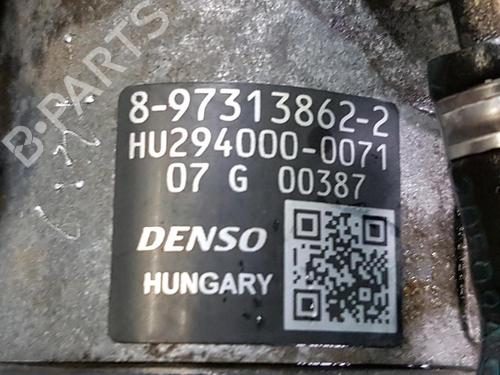 B-PARTS
8-97313862-2
HU294000-0071
07 G 00387
DENSO
HUNGARY